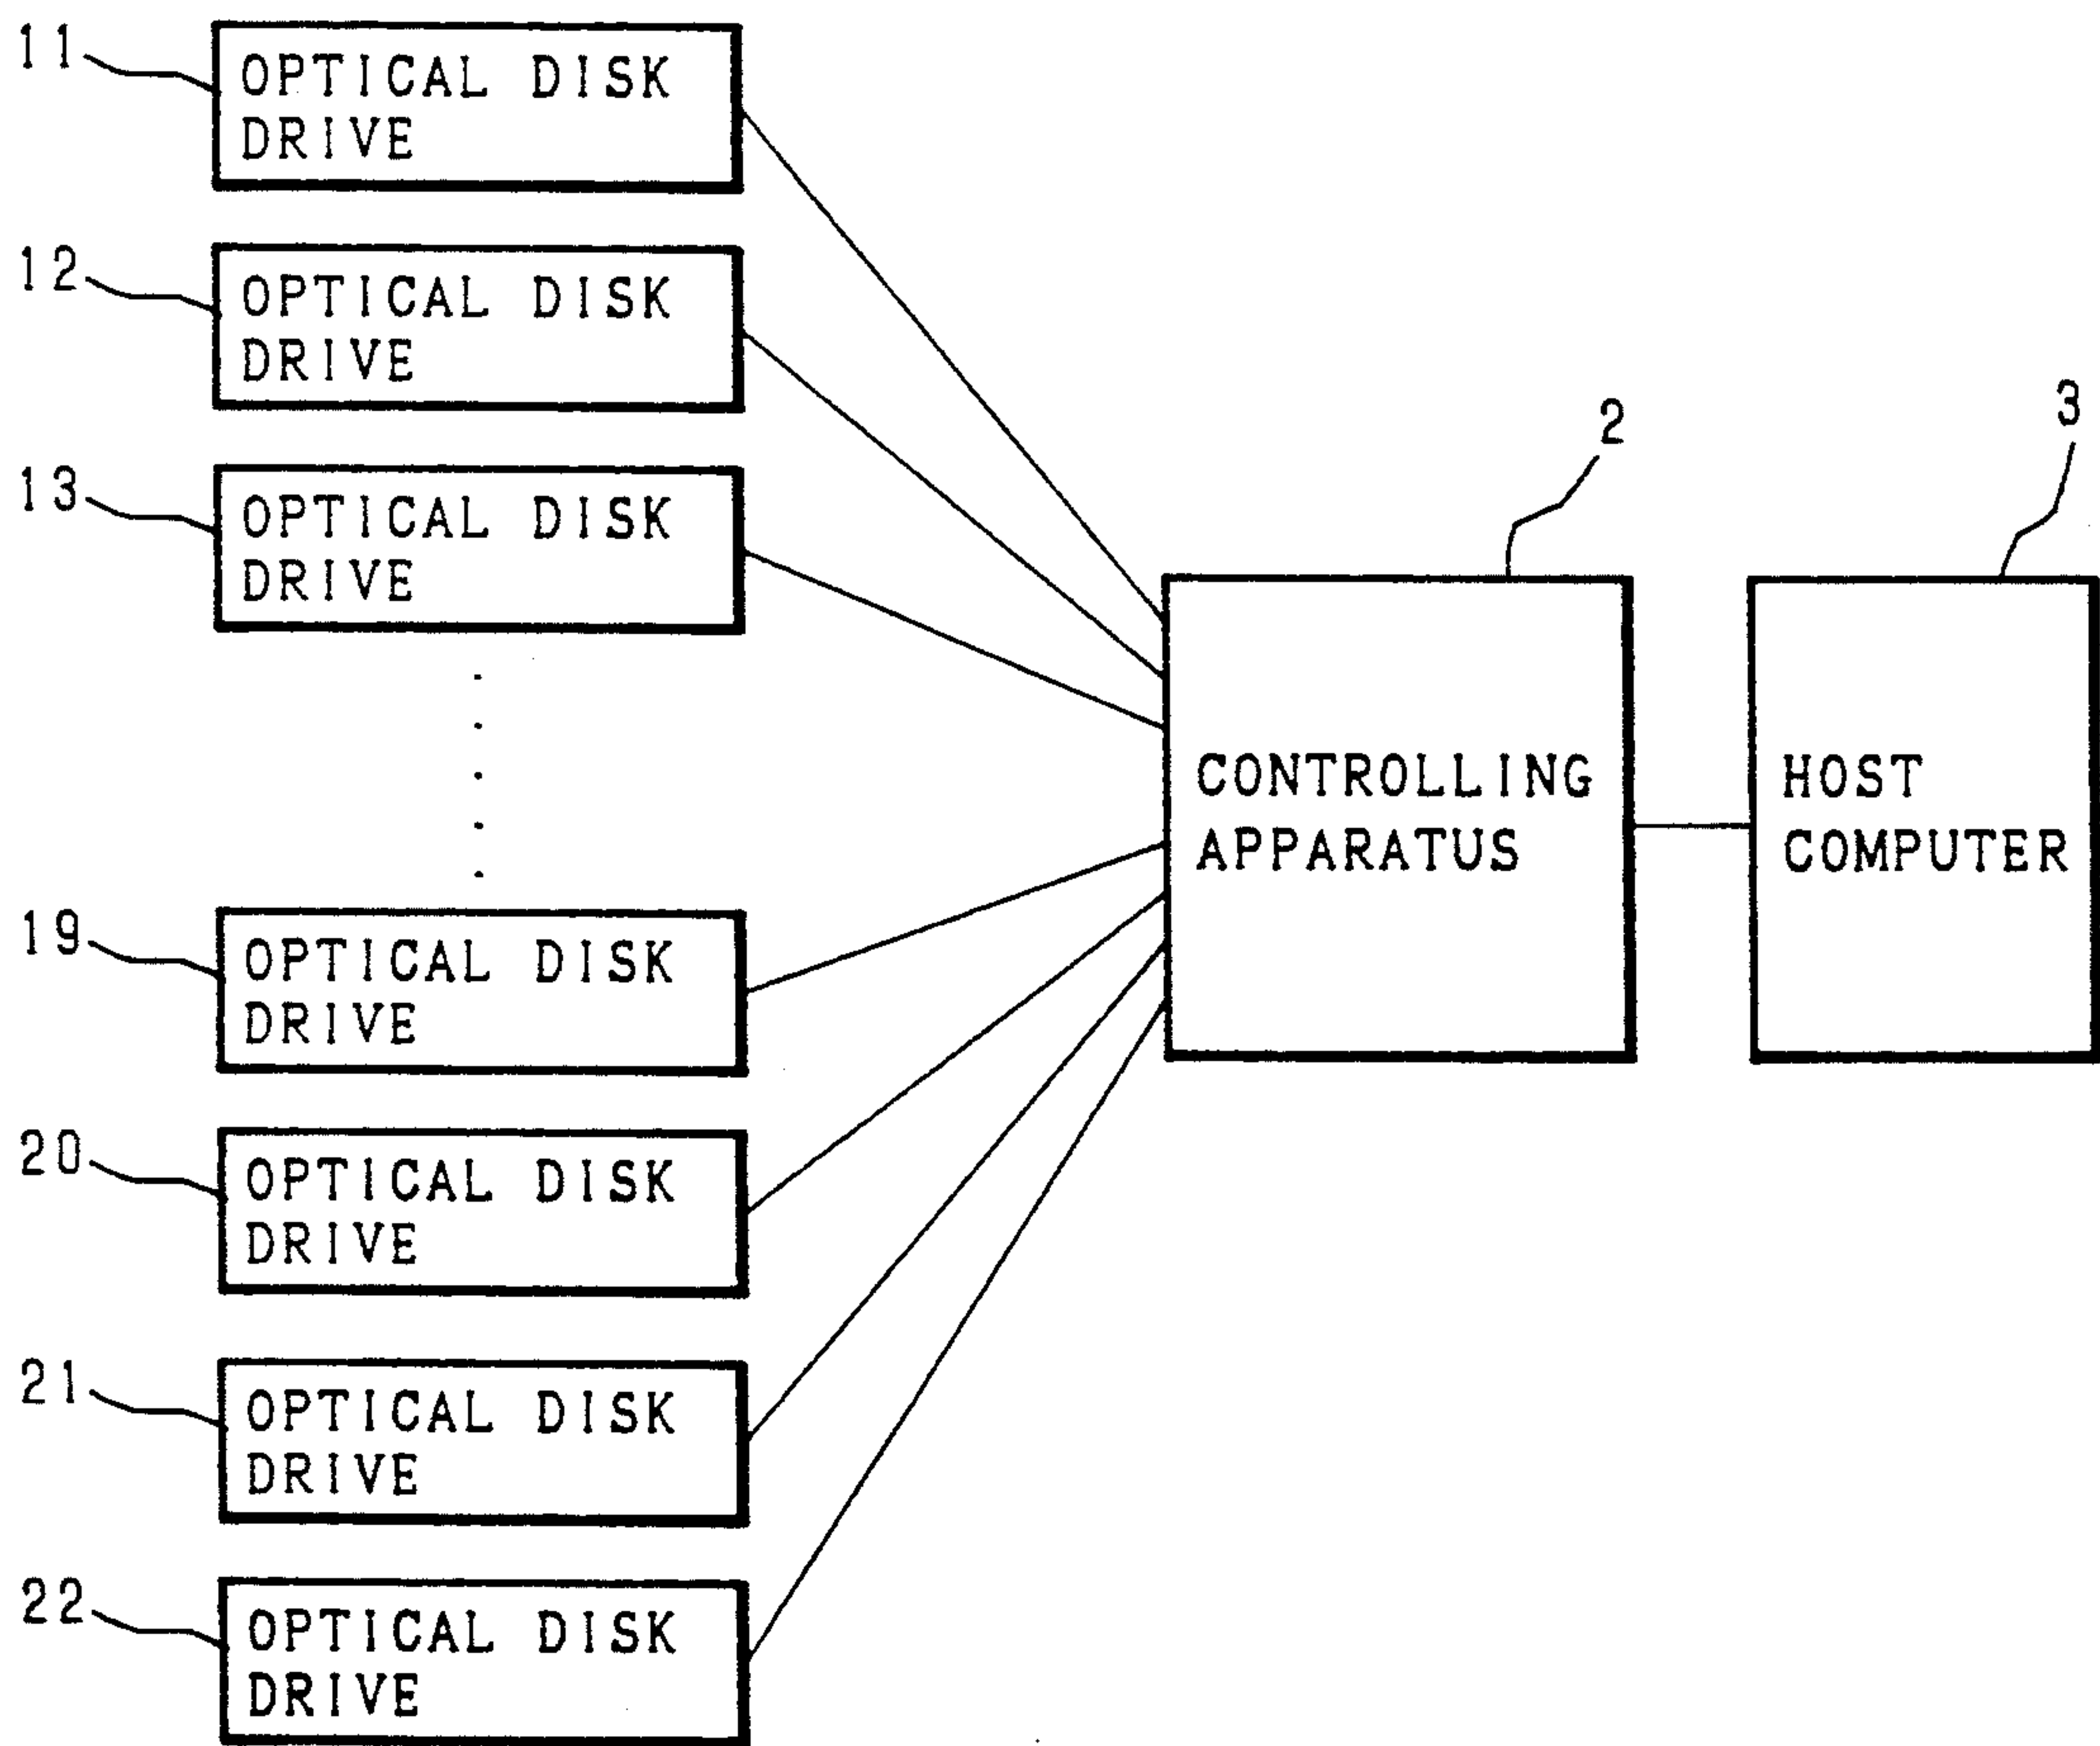 11
OPTICAL DISK
DRIVE
12
OPTICAL DISK
DRIVE
13
OPTICAL DISK
DRIVE
2
3
CONTROLLING
APPARATUS
HOST
COMPUTER
19
OPTICAL DISK
DRIVE
20
OPTICAL DISK
DRIVE
21
OPTICAL DISK
DRIVE
22
OPTICAL DISK
DRIVE